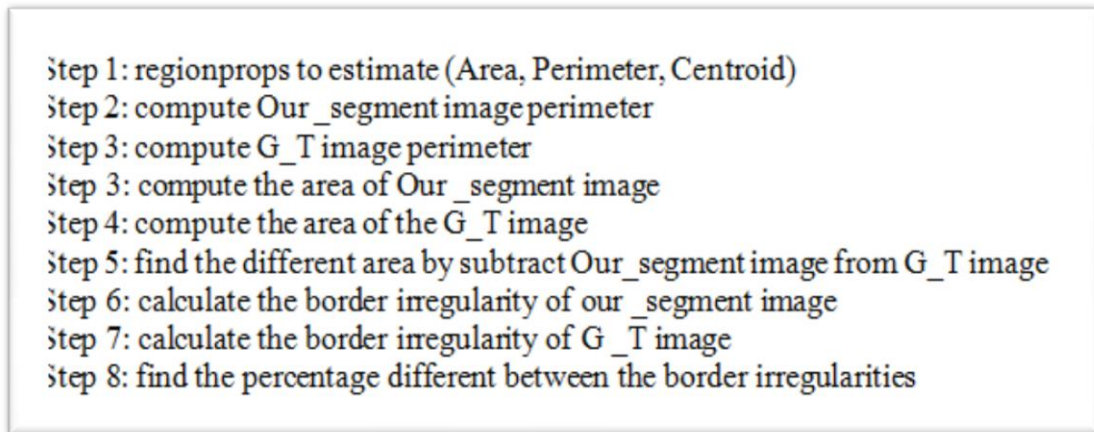 Step 1: regionprops to estimate (Area, Perimeter, Centroid)
Step 2: compute Our _segment image perimeter
Step 3: compute G_T image perimeter
Step 3: compute the area of Our _segment image
Step 4: compute the area of the G_T image
Step 5: find the different area by subtract Our_segment image from G_T image
Step 6: calculate the border irregularity of our _segment image
Step 7: calculate the border irregularity of G _T image
Step 8: find the percentage different between the border irregularities